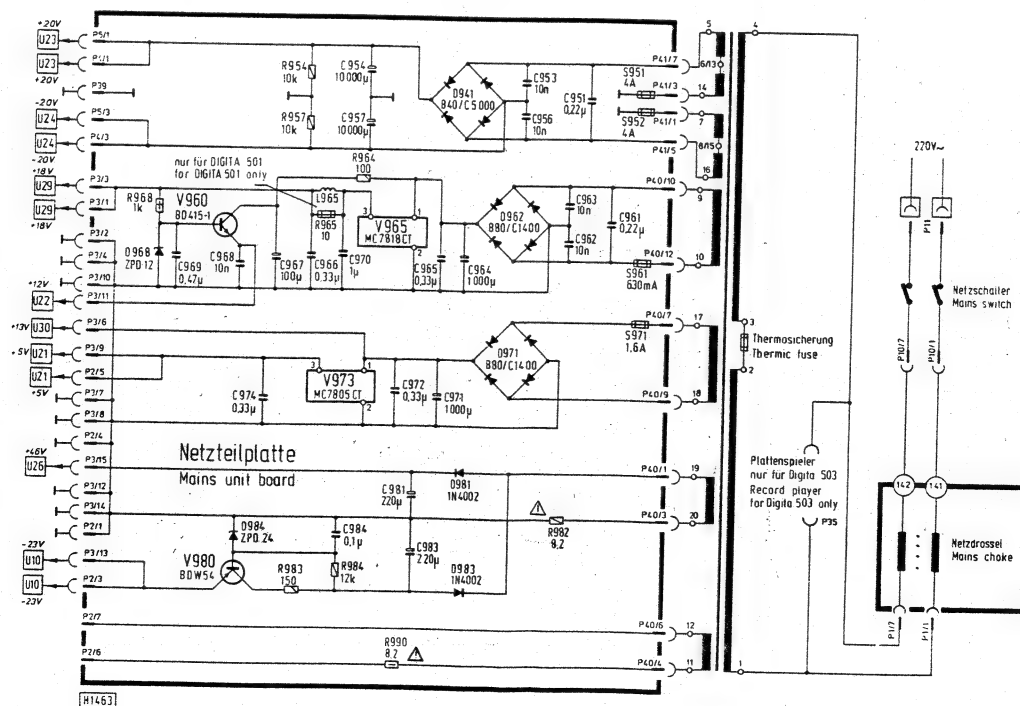 +20V
U23
P5/1
U23
P4/1
+20V
P39
-20V
U24
P5/3
U24
P4/3
-20V
+18V
U29
P3/3
U29
P3/1
+18V
P3/2
P3/4
P3/10
+12V
U22
P3/11
+13V
U30
P3/6
+5V
U21
P3/9
U21
P2/5
+5V
P3/7
P3/8
P2/4
+46V
U26
P3/15
P3/12
P3/14
P2/1
-23V
U10
P3/13
U10
P2/3
-23V
P2/7
P2/6
H1463
R954
10k
C954
10 000µ
R957
10k
C957
10 000µ
D941
B40/C5000
C953
10n
C956
10n
C951
0,22µ
S951
4A
S952
4A
P41/7
P41/3
P41/1
P41/5
5
6/13
14
7
8/15
16
4
nur für DIGITA 501
for DIGITA 501 only
R964
100
R968
1k
V960
BD415-1
L965
R965
10
V965
MC7818CT
3
1
2
D962
B80/C1400
C963
10n
C962
10n
C961
0,22µ
P40/10
9
P40/12
10
S961
630mA
D968
ZPD 12
C969
0,47µ
C968
10n
C967
100µ
C966
0,33µ
C970
1µ
C965
0,33µ
C964
1000µ
P40/7
17
S971
1,6A
D971
B80/C1400
V973
MC7805CT
3
1
2
C974
0,33µ
C972
0,33µ
C971
1000µ
P40/9
18
3
Thermosicherung
Thermic fuse
2
Netzteilplatte
Mains unit board
C981
220µ
D981
1N4002
P40/1
19
P40/3
20
R982
8,2
D984
ZPD 24
C984
0,1µ
V980
BDW54
R983
150
R984
12k
C983
220µ
D983
1N4002
P40/6
12
R990
8,2
P40/4
11
1
220V~
P11
Netzschalter
Mains switch
P10/7
P10/1
Plattenspieler
nur für Digita 503
Record player
for Digita 503 only
P35
142
141
Netzdrossel
Mains choke
P1/7
P1/1